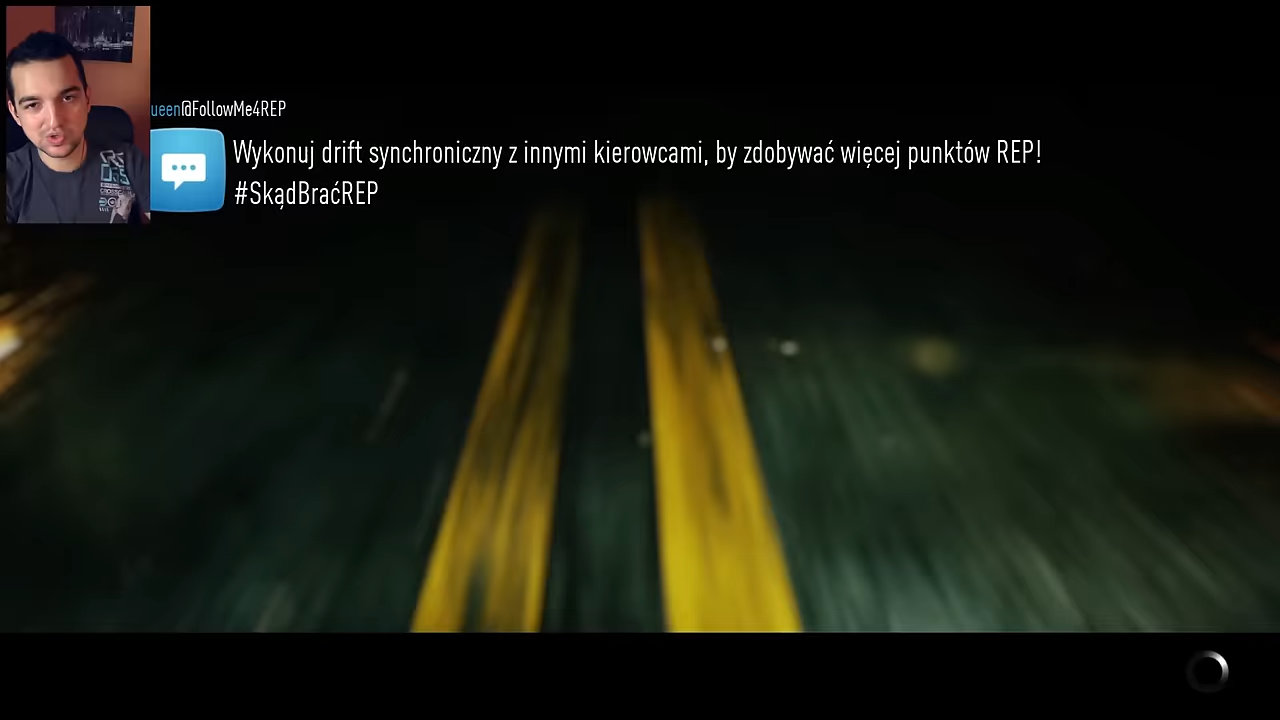 ueen@FollowMe4REP
Wykonuj drift synchroniczny z innymi kierowcami, by zdobywać więcej punktów REP!
#SkądBraćREP